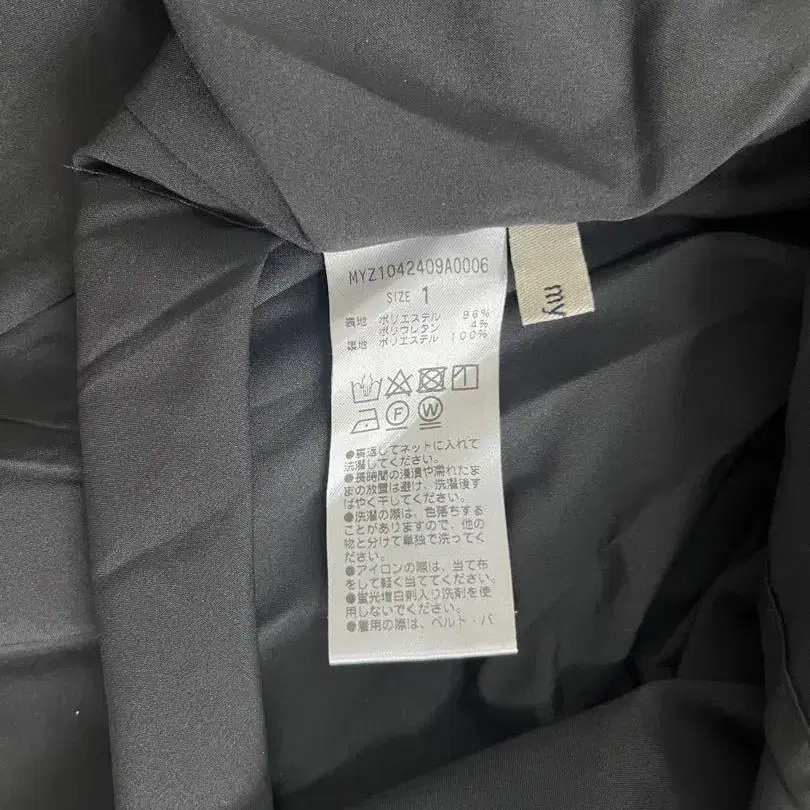 MYZ1042409A0006
SIZE 1
表地 ポリエステル 96%
ポリウレタン 4%
裏地 ポリエステル 100%
F W
●裏返してネットに入れて
洗濯してください。
●長時間の浸漬や濡れたま
まの放置は避け、洗濯後す
ばやく干してください。
●洗濯の際は、色落ちする
ことがありますので、他の
物と分けて単独で洗ってく
ださい。
●アイロンの際は、当て布
をして軽く当ててください。
●蛍光増白剤入り洗剤を使
用しないでください。
●着用の際は、ベルト・バ
my